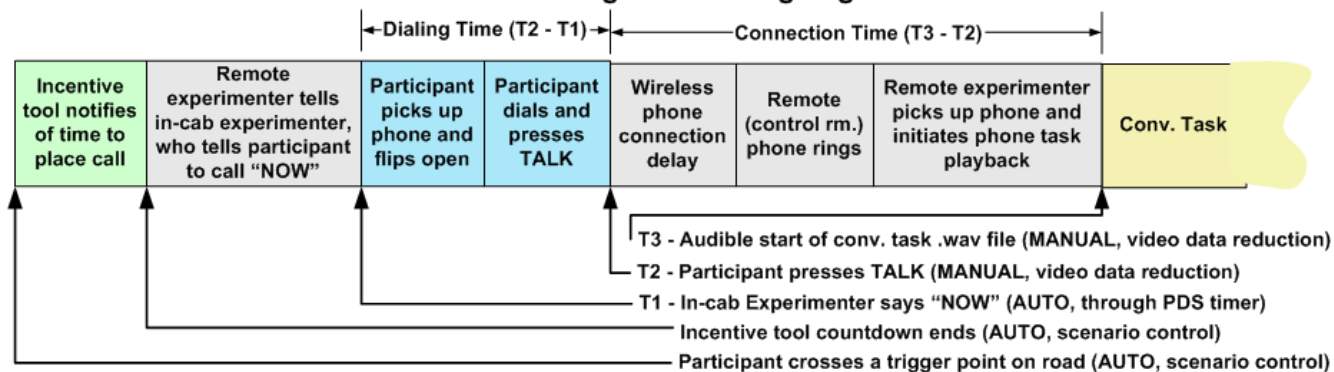 Dialing Time (T2 - T1)
Connection Time (T3 - T2)
Incentive
tool notifies
of time to
place call
Remote
experimenter tells
in-cab experimenter,
who tells participant
to call “NOW”
Participant
picks up
phone and
flips open
Participant
dials and
presses
TALK
Wireless
phone
connection
delay
Remote
(control rm.)
phone rings
Remote experimenter
picks up phone and
initiates phone task
playback
Conv. Task
T3 - Audible start of conv. task .wav file (MANUAL, video data reduction)
T2 - Participant presses TALK (MANUAL, video data reduction)
T1 - In-cab Experimenter says “NOW” (AUTO, through PDS timer)
Incentive tool countdown ends (AUTO, scenario control)
Participant crosses a trigger point on road (AUTO, scenario control)